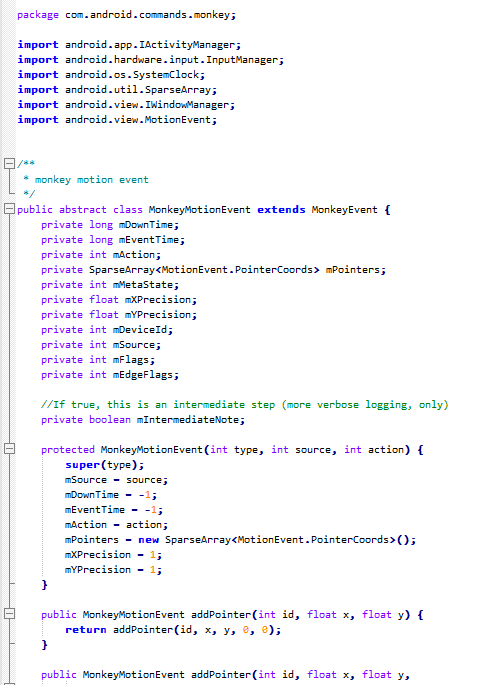 package com.android.commands.monkey;

import android.app.IActivityManager;
import android.hardware.input.InputManager;
import android.os.SystemClock;
import android.util.SparseArray;
import android.view.IWindowManager;
import android.view.MotionEvent;


/**
 * monkey motion event
 */
public abstract class MonkeyMotionEvent extends MonkeyEvent {
    private long mDownTime;
    private long mEventTime;
    private int mAction;
    private SparseArray<MotionEvent.PointerCoords> mPointers;
    private int mMetaState;
    private float mXPrecision;
    private float mYPrecision;
    private int mDeviceId;
    private int mSource;
    private int mFlags;
    private int mEdgeFlags;

    //If true, this is an intermediate step (more verbose logging, only)
    private boolean mIntermediateNote;

    protected MonkeyMotionEvent(int type, int source, int action) {
        super(type);
        mSource = source;
        mDownTime = -1;
        mEventTime = -1;
        mAction = action;
        mPointers = new SparseArray<MotionEvent.PointerCoords>();
        mXPrecision = 1;
        mYPrecision = 1;
    }

    public MonkeyMotionEvent addPointer(int id, float x, float y) {
        return addPointer(id, x, y, 0, 0);
    }

    public MonkeyMotionEvent addPointer(int id, float x, float y,